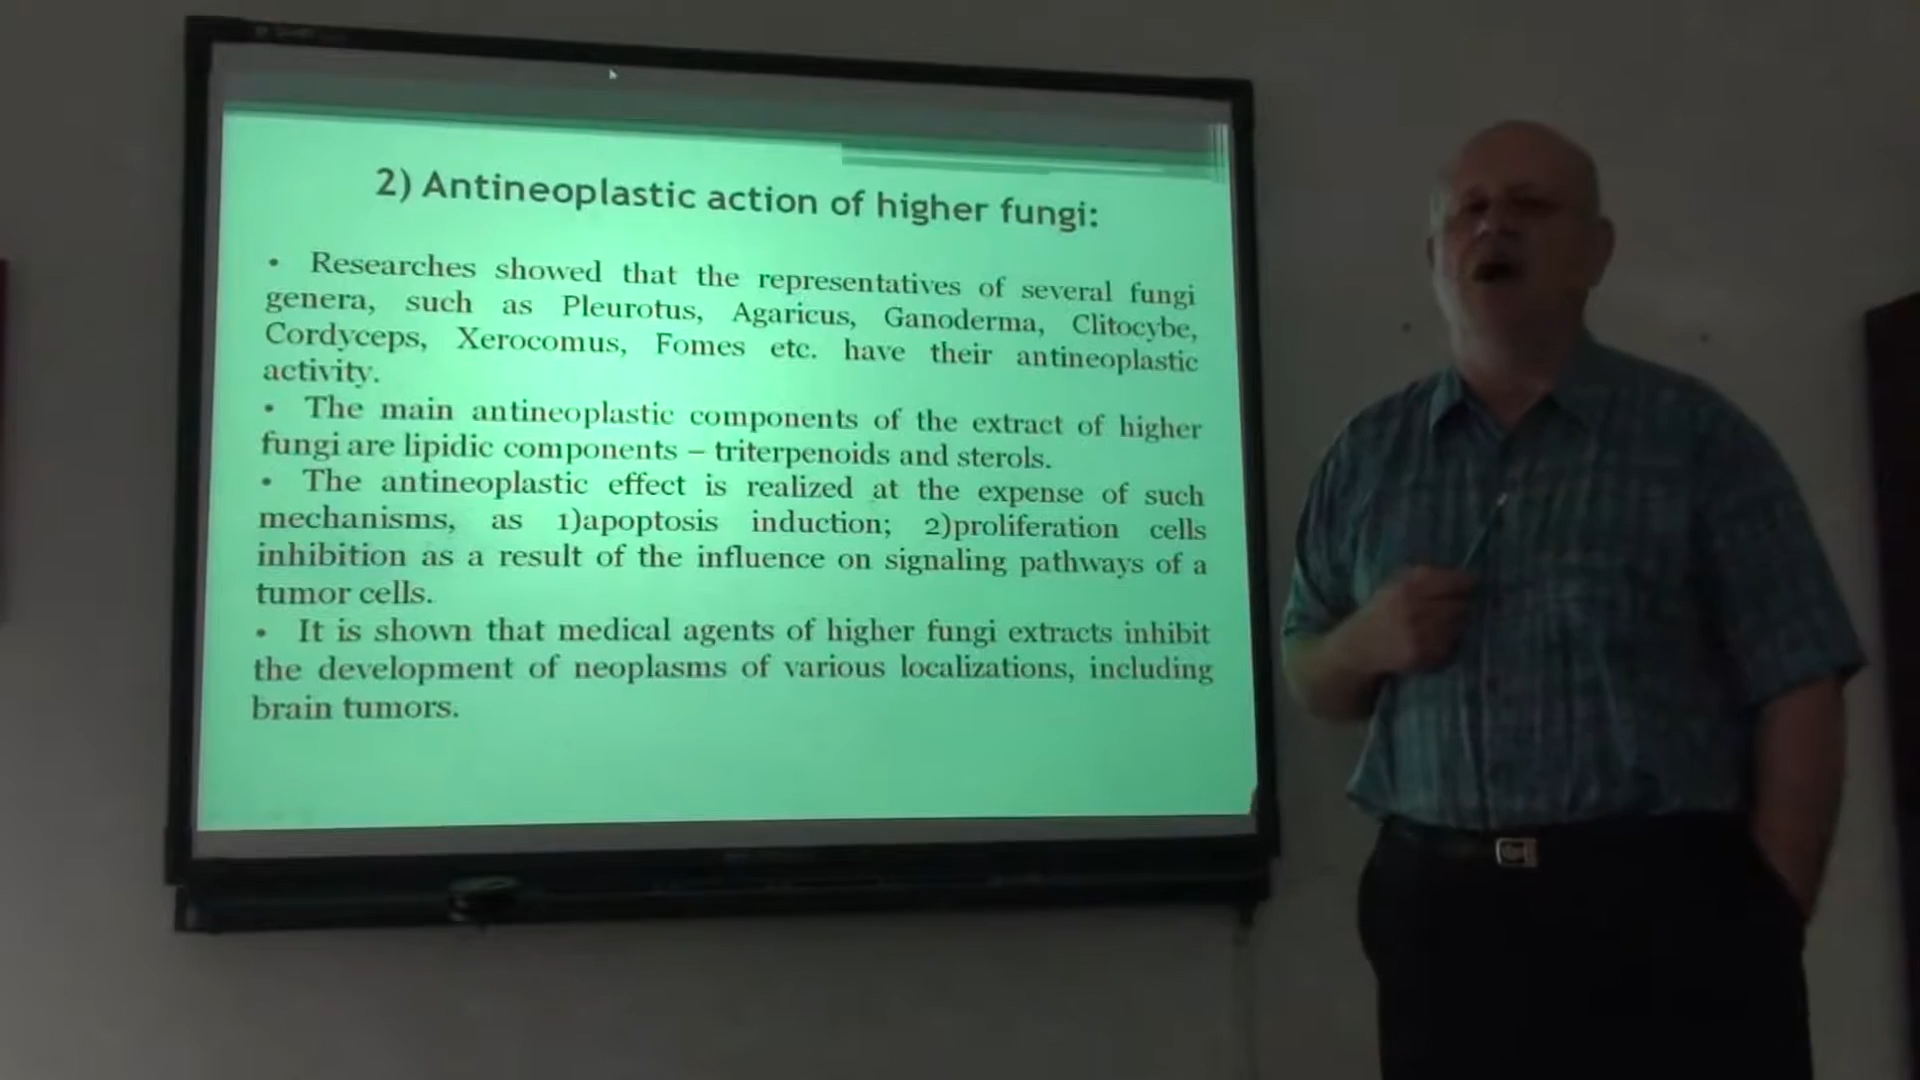 2) Antineoplastic action of higher fungi:
• Researches showed that the representatives of several fungi
genera, such as Pleurotus, Agaricus, Ganoderma, Clitocybe,
Cordyceps, Xerocomus, Fomes etc. have their antineoplastic
activity.
• The main antineoplastic components of the extract of higher
fungi are lipidic components – triterpenoids and sterols.
• The antineoplastic effect is realized at the expense of such
mechanisms, as 1)apoptosis induction; 2)proliferation cells
inhibition as a result of the influence on signaling pathways of a
tumor cells.
• It is shown that medical agents of higher fungi extracts inhibit
the development of neoplasms of various localizations, including
brain tumors.